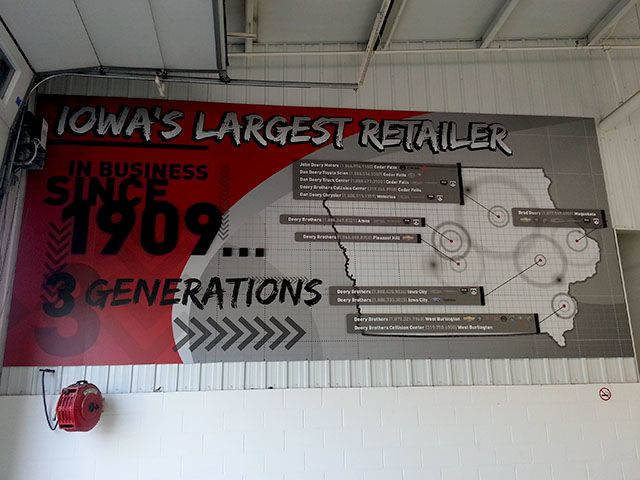 IOWA'S LARGEST RETAILER
IN BUSINESS
SINCE
1909...
3
3 GENERATIONS
John Deery Motors Cedar Falls
Dan Deery Toyota Scion Cedar Falls
Dan Deery Truck Center Cedar Falls
Deery Brothers Collision Center Cedar Falls
Dan Deery Chrysler Waterloo
Brad Deery Maquoketa
Deery Brothers Ames
Deery Brothers Pleasant Hill
Deery Brothers Iowa City
Deery Brothers Iowa City
Deery Brothers West Burlington
Deery Brothers Collision Center West Burlington